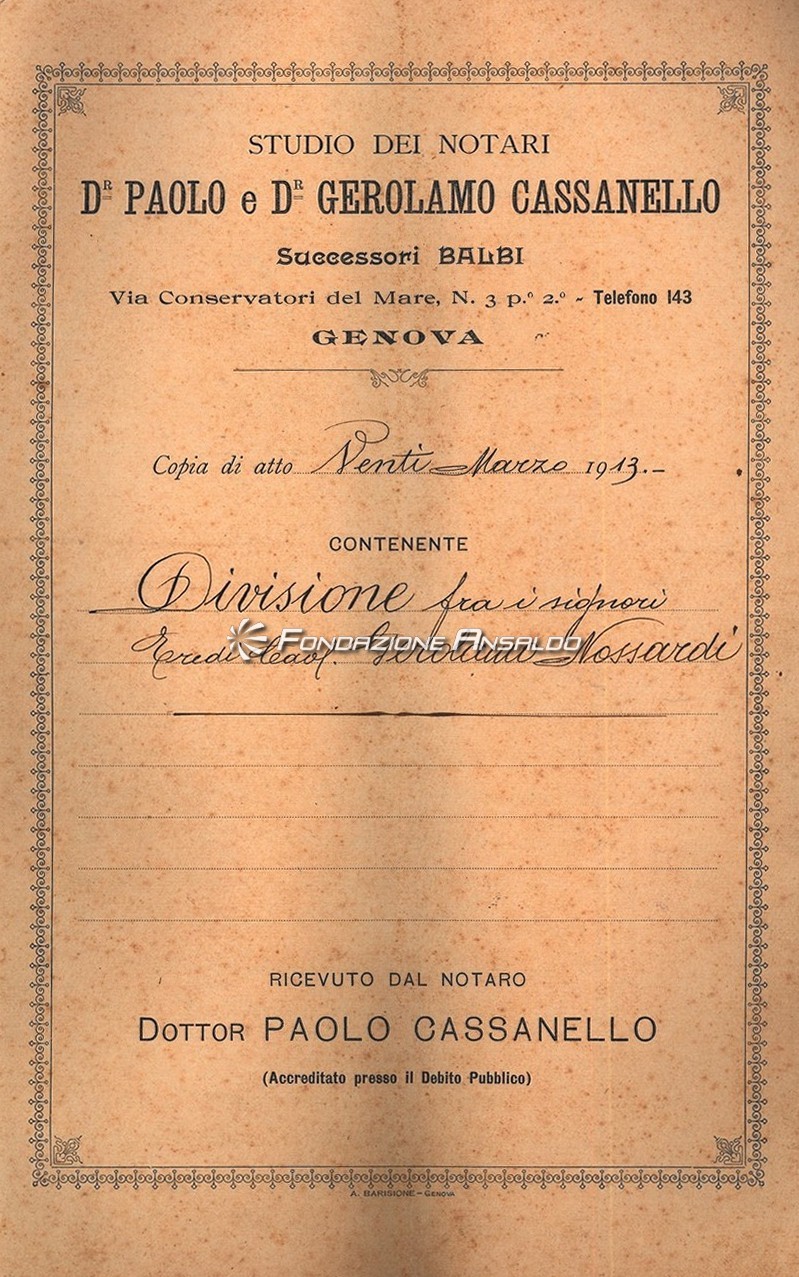 STUDIO DEI NOTARI
Dʳ PAOLO e Dʳ GEROLAMO CASSANELLO
Successori BALBI
Via Conservatori del Mare, N. 3 p.º 2.º - Telefono 143
GENOVA
Copia di atto Venti Marzo 1913.-
CONTENENTE
Divisione fra i signori
Eredi Cav. Gerolamo Nossardi
FONDAZIONE ANSALDO
RICEVUTO DAL NOTARO
DOTTOR PAOLO CASSANELLO
(Accreditato presso il Debito Pubblico)
A. BARISIONE - GENOVA